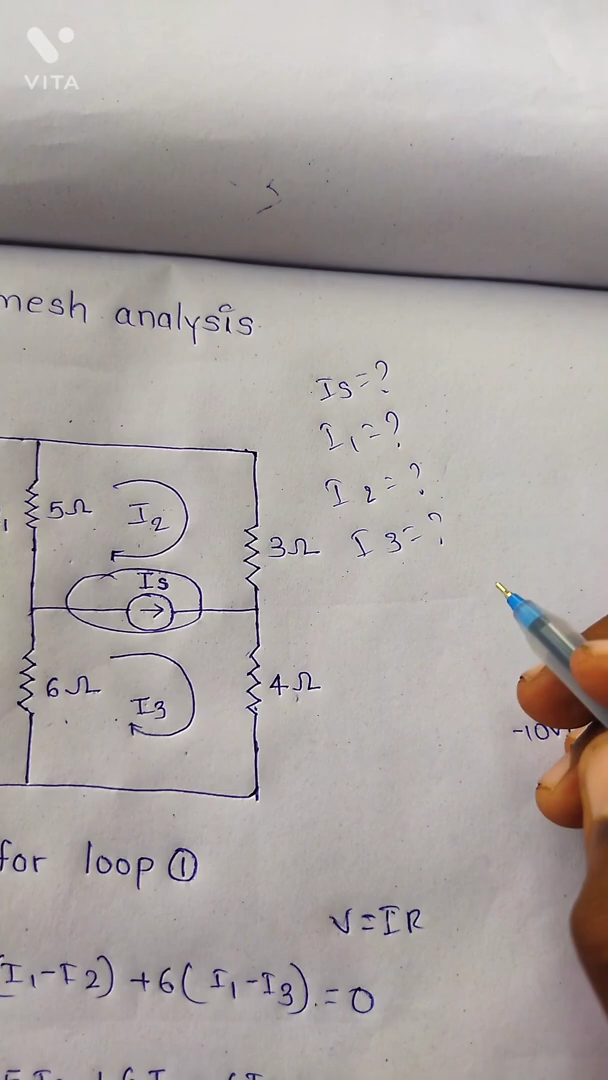 VITA
mesh analysis
Is=?
I1=?
I2=?
I3=?
5Ω
I2
3Ω
Is
6Ω
I3
4Ω
-10V
for loop ①
V=IR
I1-I2)+6(I1-I3)=0